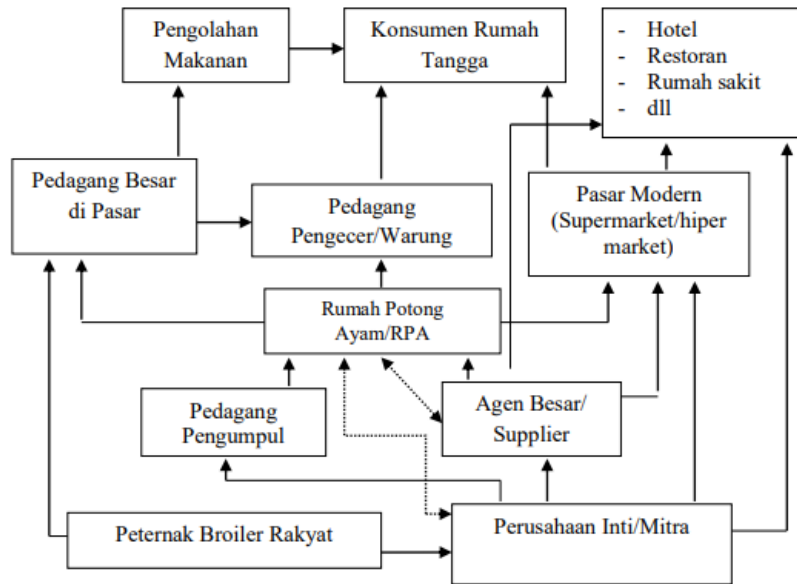 Pengolahan
Makanan
Konsumen Rumah
Tangga
- Hotel
- Restoran
- Rumah sakit
- dll
Pedagang Besar
di Pasar
Pedagang
Pengecer/Warung
Pasar Modern
(Supermarket/hiper
market)
Rumah Potong
Ayam/RPA
Pedagang
Pengumpul
Agen Besar/
Supplier
Peternak Broiler Rakyat
Perusahaan Inti/Mitra